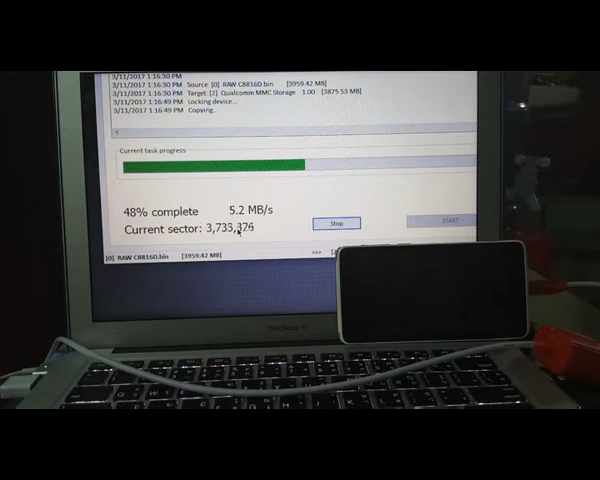 3/11/2017 1:16:30 PM
3/11/2017 1:16:30 PM Source: [0] RAW C8816D.bin [3959.42 MB]
3/11/2017 1:16:30 PM Target: [2] Qualcomm MMC Storage 1.00 [3875.53 MB]
3/11/2017 1:16:49 PM Locking device...
3/11/2017 1:16:49 PM Copying...
Current task progress
48% complete 5.2 MB/s
Current sector: 3,733,376
Stop
START
[0] RAW C8816D.bin [3959.42 MB] >>> [2
MacBook